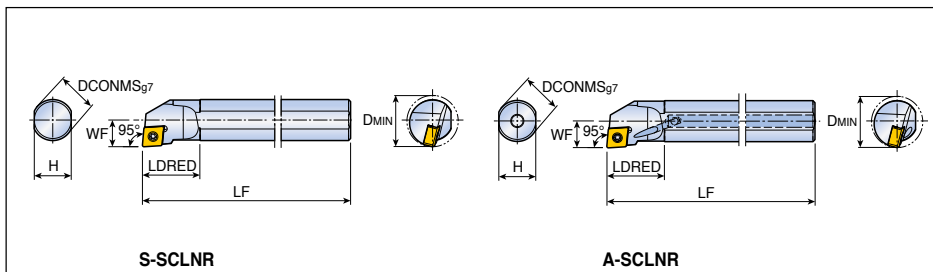 DCONMSg7
WF
95°
H
LDRED
LF
DMIN
S-SCLNR
DCONMSg7
WF
95°
H
LDRED
LF
DMIN
A-SCLNR